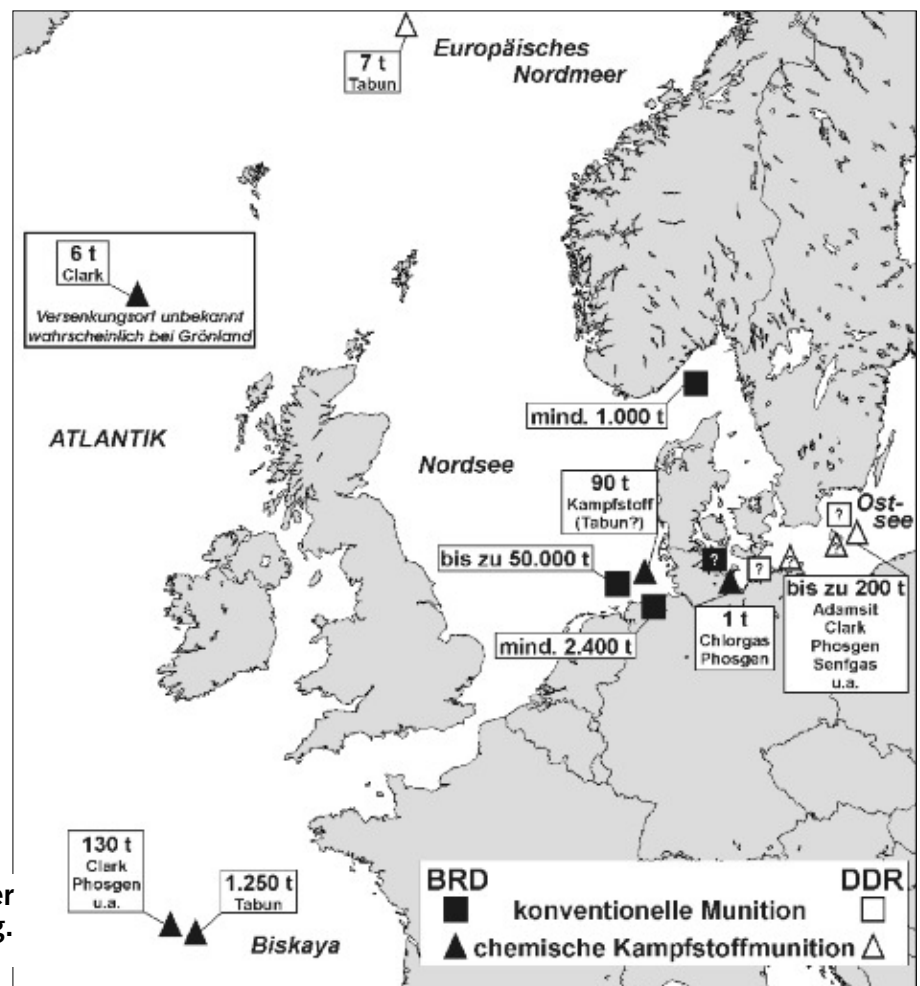 Europäisches
Nordmeer
7 t
Tabun
6 t
Clark
Versenkungsort unbekannt
wahrscheinlich bei Grönland
ATLANTIK
Nordsee
mind. 1.000 t
90 t
Kampfstoff
(Tabun?)
bis zu 50.000 t
mind. 2.400 t
Ost-
see
?
?
?
?
?
1 t
Chlorgas
Phosgen
bis zu 200 t
Adamsit
Clark
Phosgen
Senfgas
u.a.
130 t
Clark
Phosgen
u.a.
1.250 t
Tabun
Biskaya
er
g.
BRD DDR
konventionelle Munition
chemische Kampfstoffmunition